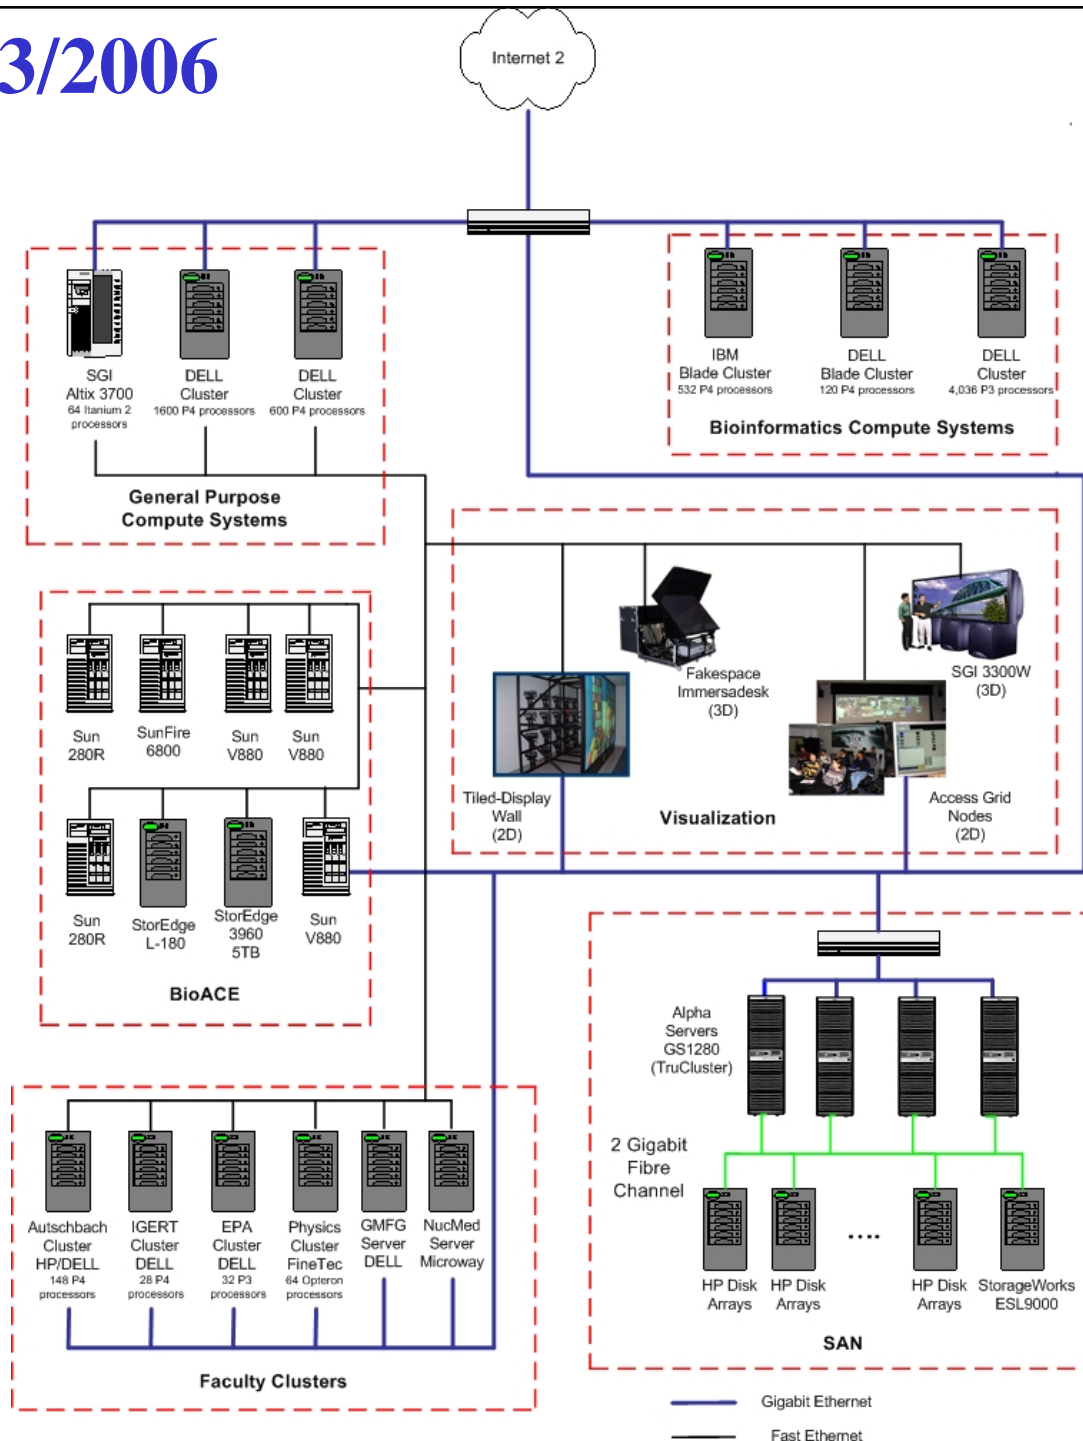 3/2006
Internet 2
SGI
Altix 3700
64 Itanium 2
processors
DELL
Cluster
1600 P4 processors
DELL
Cluster
600 P4 processors
General Purpose
Compute Systems
IBM
Blade Cluster
532 P4 processors
DELL
Blade Cluster
120 P4 processors
DELL
Cluster
4,036 P3 processors
Bioinformatics Compute Systems
Sun
280R
SunFire
6800
Sun
V880
Sun
V880
Sun
280R
StorEdge
L-180
StorEdge
3960
5TB
Sun
V880
BioACE
Fakespace
Immersadesk
(3D)
SGI 3300W
(3D)
Tiled-Display
Wall
(2D)
Access Grid
Nodes
(2D)
Visualization
Alpha
Servers
GS1280
(TruCluster)
2 Gigabit
Fibre
Channel
HP Disk
Arrays
HP Disk
Arrays
....
HP Disk
Arrays
StorageWorks
ESL9000
SAN
Autschbach
Cluster
HP/DELL
148 P4
processors
IGERT
Cluster
DELL
28 P4
processors
EPA
Cluster
DELL
32 P3
processors
Physics
Cluster
FineTec
64 Opteron
processors
GMFG
Server
DELL
NucMed
Server
Microway
Faculty Clusters
Gigabit Ethernet
Fast Ethernet